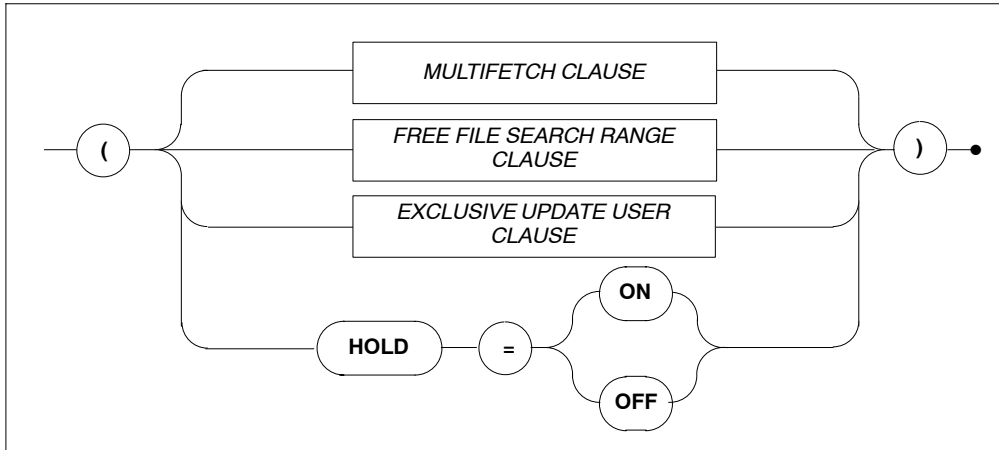 MULTIFETCH CLAUSE
(
FREE FILE SEARCH RANGE
CLAUSE
)
EXCLUSIVE UPDATE USER
CLAUSE
ON
HOLD
=
OFF